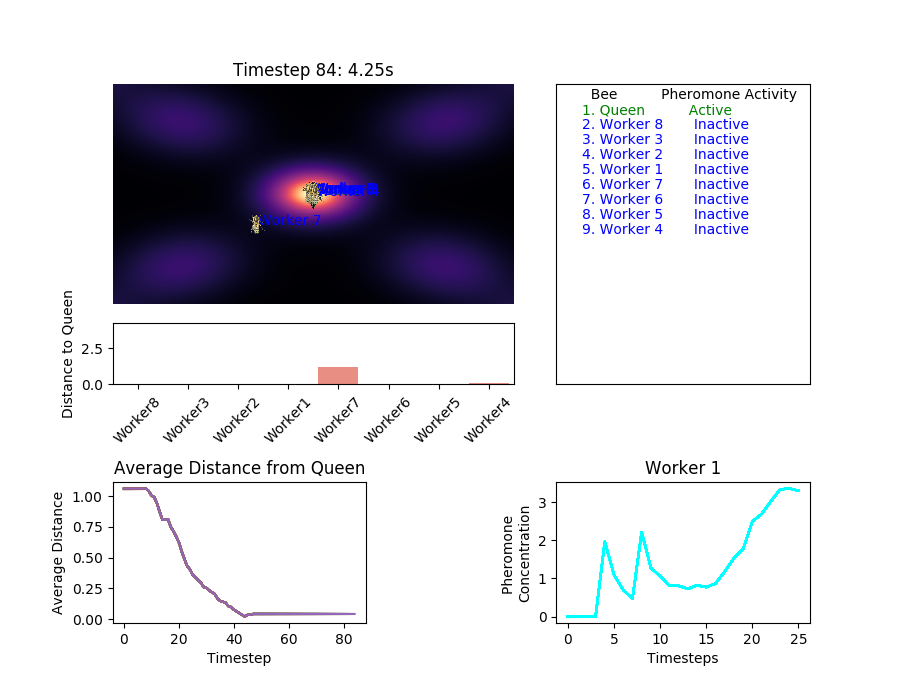 Timestep 84: 4.25s
Worker 7
Bee Pheromone Activity
1. Queen Active
2. Worker 8 Inactive
3. Worker 3 Inactive
4. Worker 2 Inactive
5. Worker 1 Inactive
6. Worker 7 Inactive
7. Worker 6 Inactive
8. Worker 5 Inactive
9. Worker 4 Inactive
Distance to Queen
2.5
0.0
Worker8
Worker3
Worker2
Worker1
Worker7
Worker6
Worker5
Worker4
Average Distance from Queen
Average Distance
1.00
0.75
0.50
0.25
0.00
0 20 40 60 80
Timestep
Worker 1
Pheromone
Concentration
3
2
1
0
0 5 10 15 20 25
Timesteps